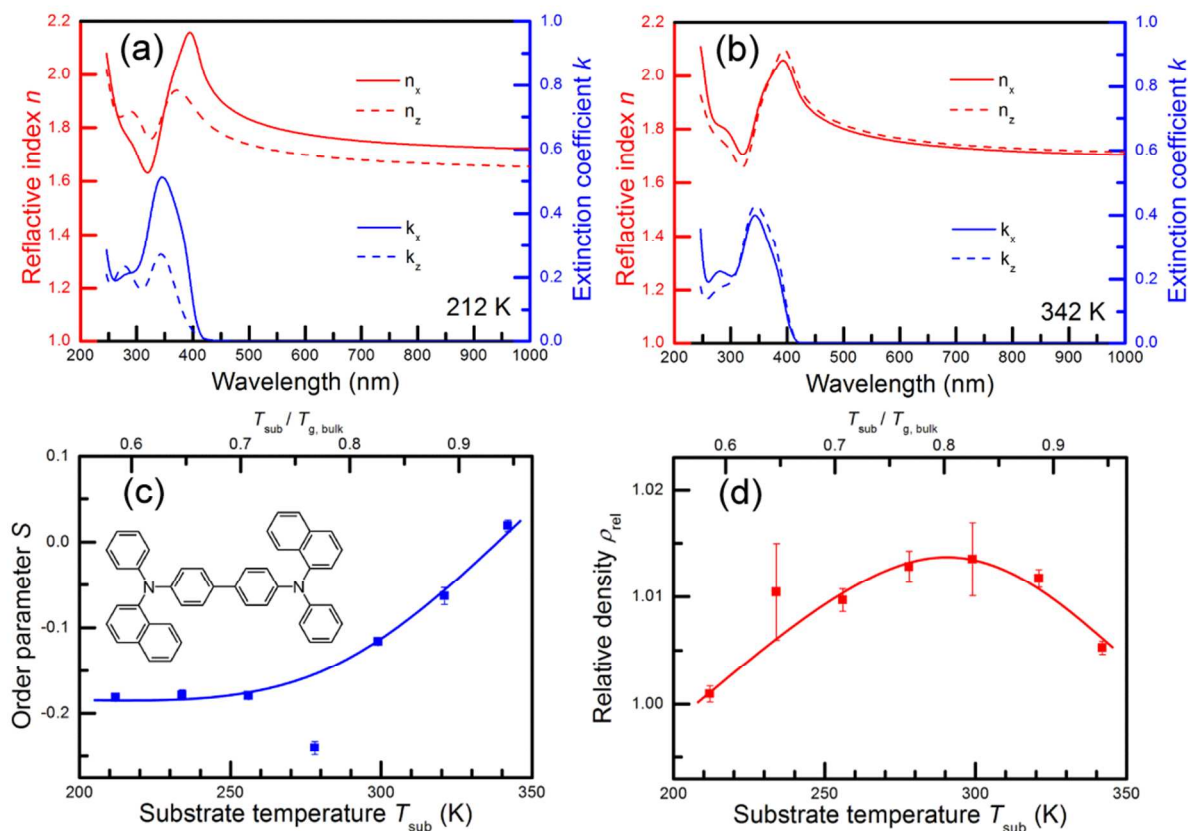 (a)
Reflactive index n
2.2
2.0
1.8
1.6
1.4
1.2
1.0
n_x
n_z
k_x
k_z
212 K
1.0
0.8
0.6
0.4
0.2
0.0
Extinction coefficient k
200 300 400 500 600 700 800 900 1000
Wavelength (nm)
(b)
Reflactive index n
2.2
2.0
1.8
1.6
1.4
1.2
1.0
n_x
n_z
k_x
k_z
342 K
1.0
0.8
0.6
0.4
0.2
0.0
Extinction coefficient k
200 300 400 500 600 700 800 900 1000
Wavelength (nm)
T_sub / T_g, bulk
0.6 0.7 0.8 0.9
(c)
Order parameter S
0.1
0.0
-0.1
-0.2
N
N
200 250 300 350
Substrate temperature T_sub (K)
T_sub / T_g, bulk
0.6 0.7 0.8 0.9
(d)
Relative density ρ_rel
1.02
1.01
1.00
200 250 300 350
Substrate temperature T_sub (K)